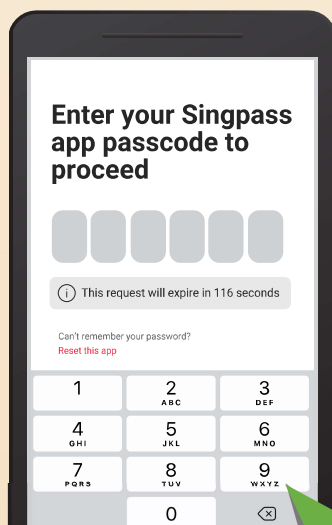 Enter your Singpass
app passcode to
proceed
This request will expire in 116 seconds
Can't remember your password?
Reset this app
1 2 3
ABC DEF
4 5 6
GHI JKL MNO
7 8 9
PQRS TUV WXYZ
0